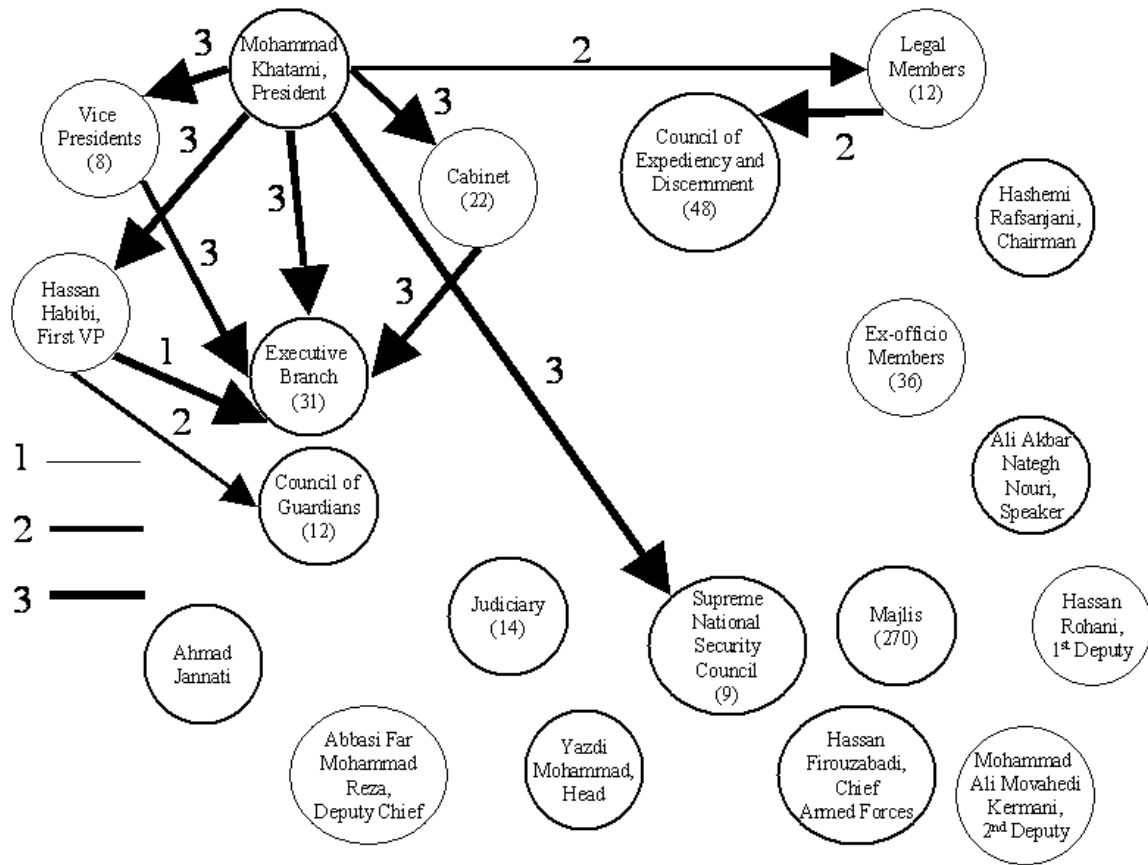 3
Mohammad
Khatami,
President
2
Legal
Members
(12)
Vice
Presidents
(8)
3
3
Cabinet
(22)
Council of
Expediency and
Discernment
(48)
2
3
Hashemi
Rafsanjani,
Chairman
Hassan
Habibi,
First VP
3
3
1
Executive
Branch
(31)
3
Ex-officio
Members
(36)
2
Ali Akbar
Nategh
Nouri,
Speaker
1
2
3
Council of
Guardians
(12)
Judiciary
(14)
Supreme
National
Security
Council
(9)
Majlis
(270)
Hassan
Rohani,
1st Deputy
Ahmad
Jannati
Abbasi Far
Mohammad
Reza,
Deputy Chief
Yazdi
Mohammad,
Head
Hassan
Firouzabadi,
Chief
Armed Forces
Mohammad
Ali Movahedi
Kermani,
2nd Deputy